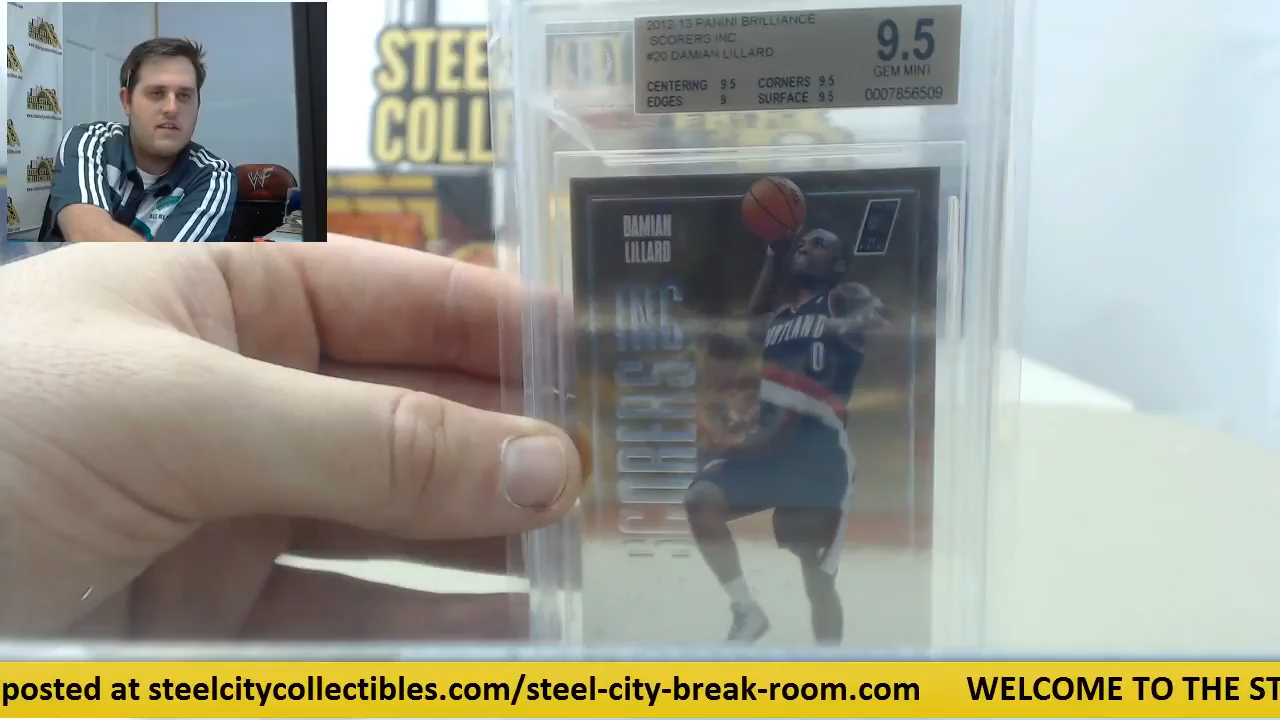 STEE
COLL
2012-13 PANINI BRILLIANCE
SCORERS INC
#20 DAMIAN LILLARD
CENTERING 9.5 CORNERS 9.5
EDGES 9 SURFACE 9.5
9.5
GEM MINT
0007856509
DAMIAN
LILLARD
SCORERS INC
PORTLAND
0
posted at steelcitycollectibles.com/steel-city-break-room.com WELCOME TO THE ST